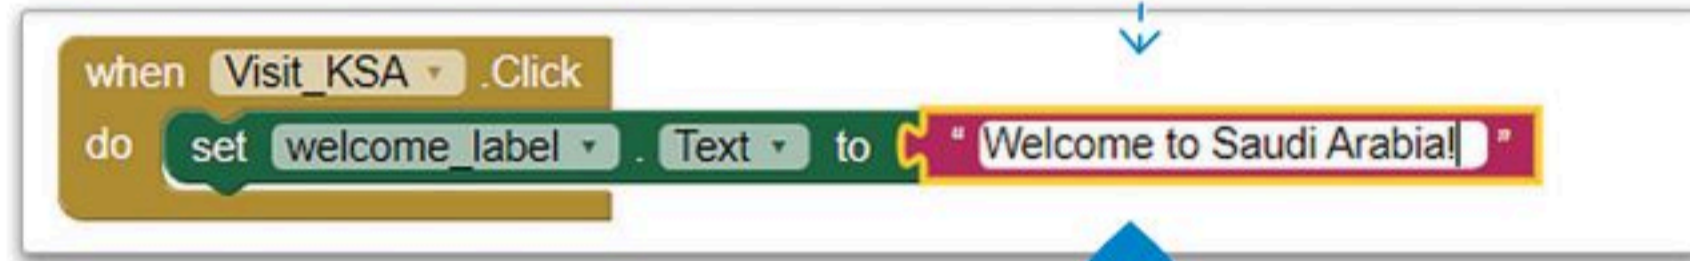 when Visit_KSA .Click
do set welcome_label . Text to " Welcome to Saudi Arabia! "